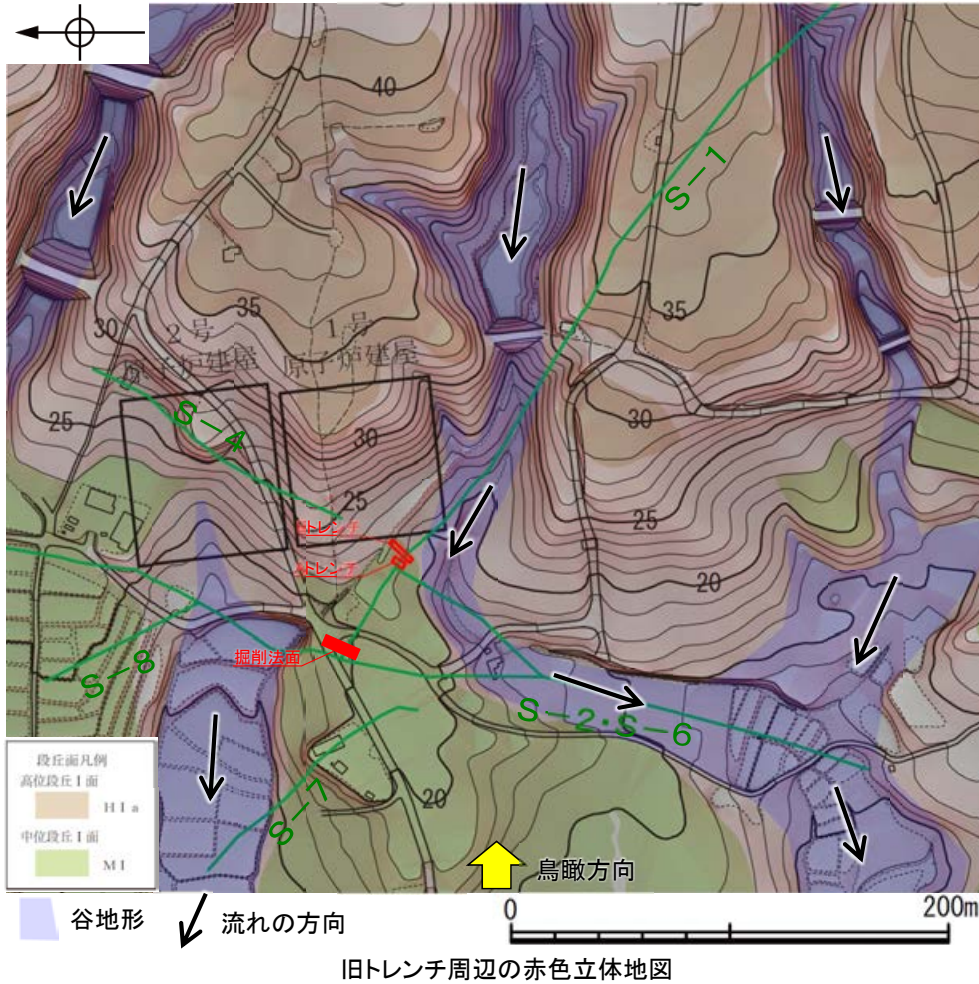 40
S-1
30
35
35
2号
原子炉建屋
1号
原子炉建屋
25
S-4
30
30
25
25
旧トレンチ
トレンチ
20
掘削法面
S-8
S-2・S-6
S-7
20
段丘面凡例
高位段丘Ⅰ面
HⅠa
中位段丘Ⅰ面
MⅠ
鳥瞰方向
谷地形
流れの方向
0
200m
旧トレンチ周辺の赤色立体地図